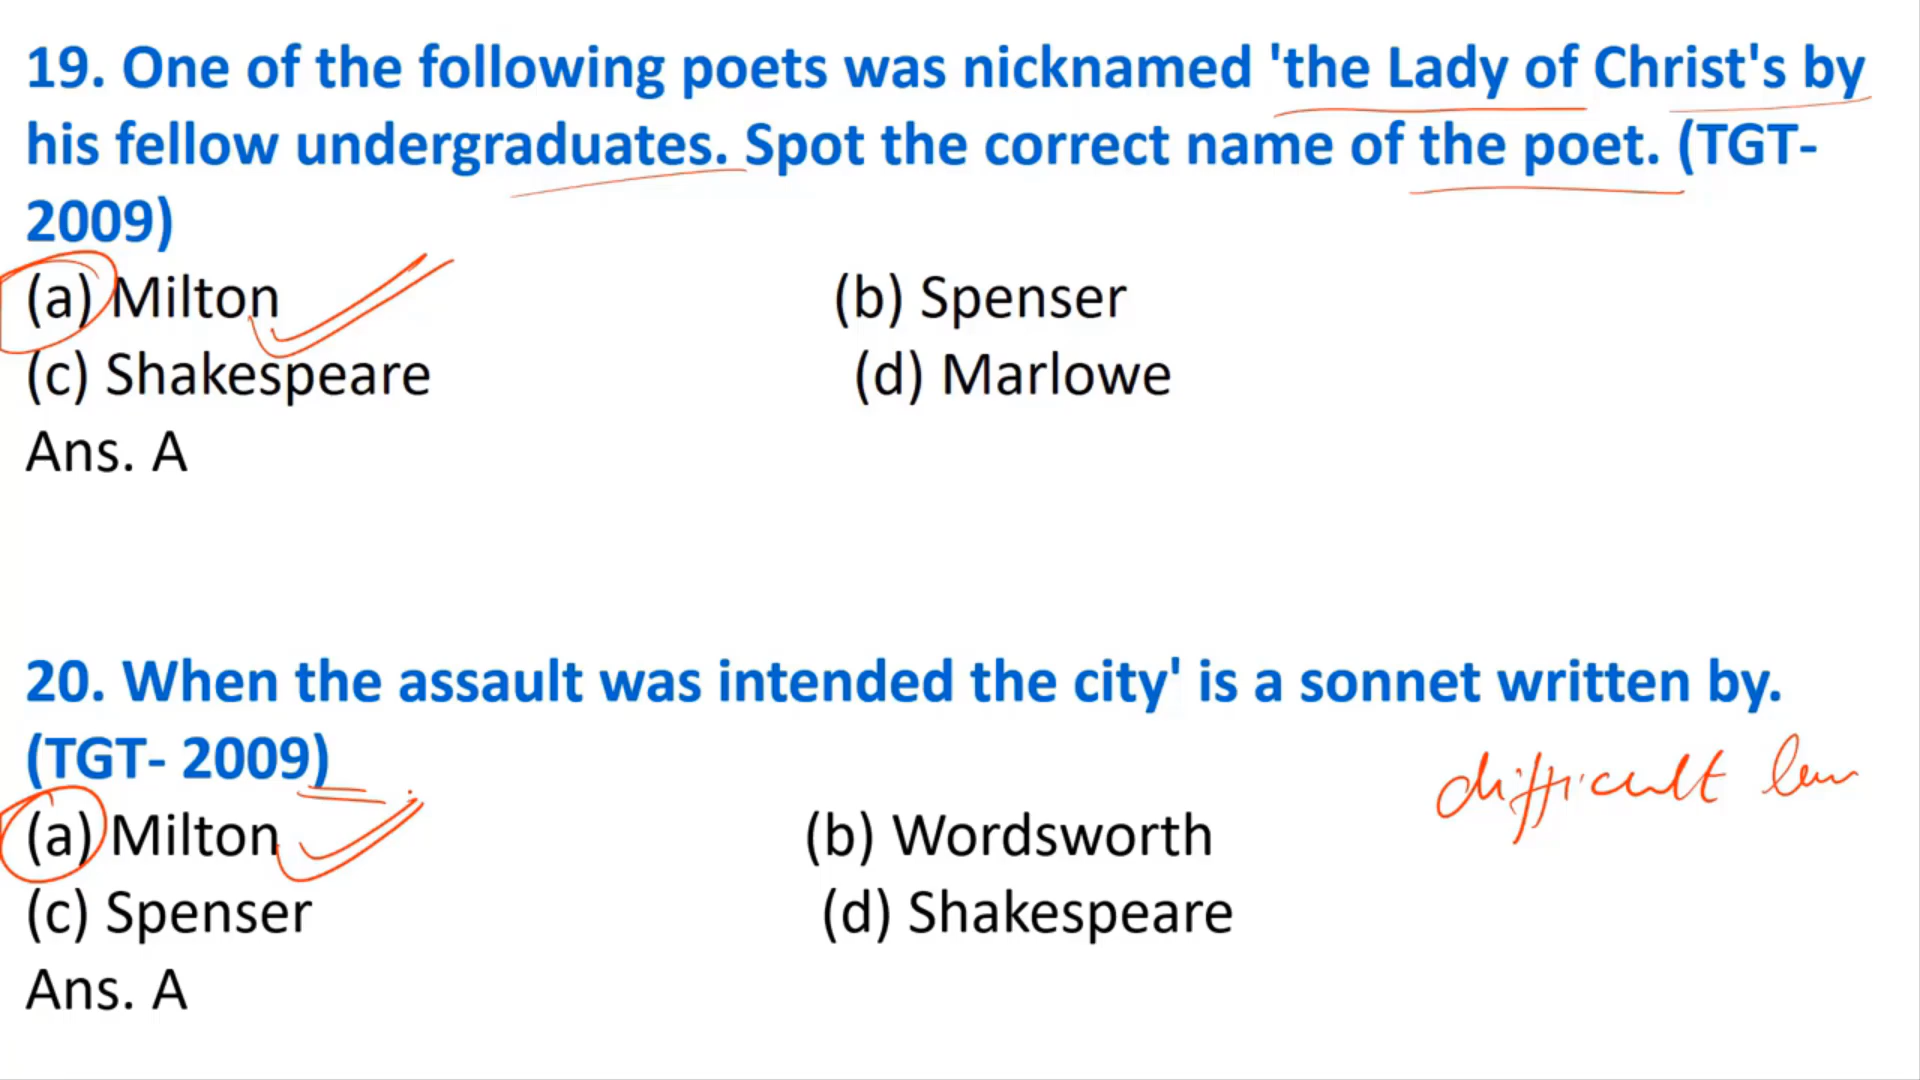 19. One of the following poets was nicknamed 'the Lady of Christ's by
his fellow undergraduates. Spot the correct name of the poet. (TGT-
2009)
(a) Milton (b) Spenser
(c) Shakespeare (d) Marlowe
Ans. A
20. When the assault was intended the city' is a sonnet written by.
(TGT- 2009)
difficult
(a) Milton (b) Wordsworth
(c) Spenser (d) Shakespeare
Ans. A